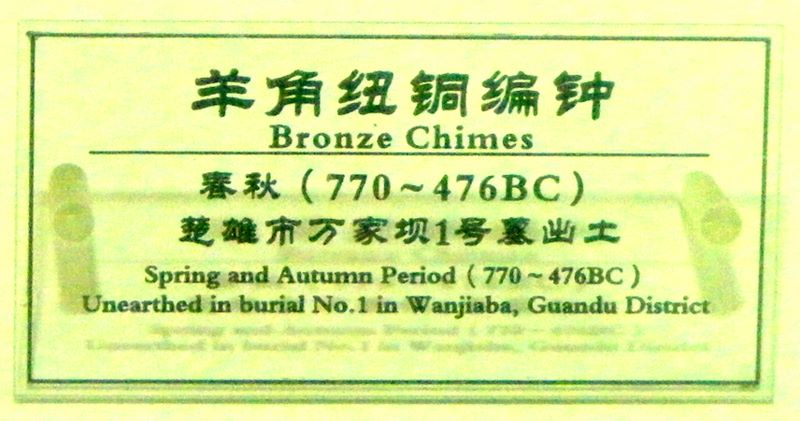 羊角纽铜编钟
Bronze Chimes
春秋（770～476BC）
楚雄市万家坝1号墓出土
Spring and Autumn Period（770～476BC）
Unearthed in burial No.1 in Wanjiaba, Guandu District